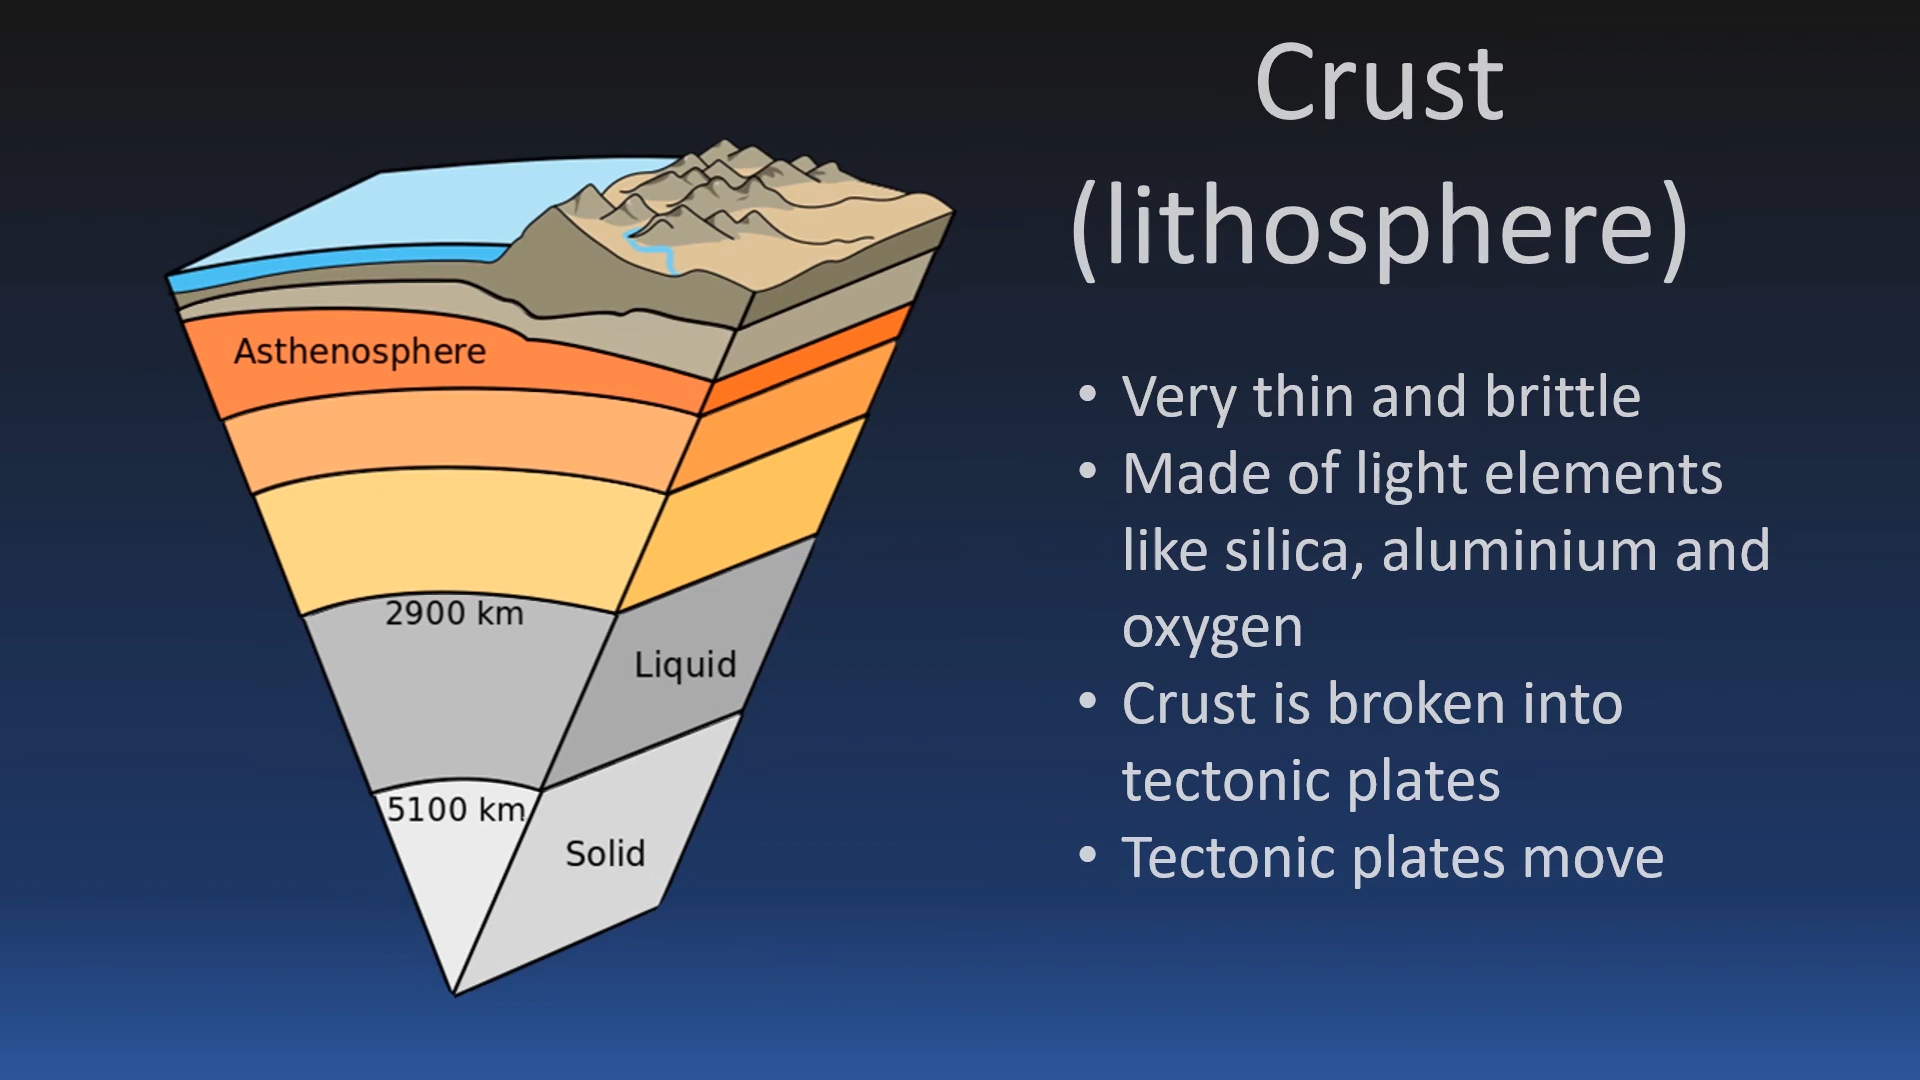 Crust
(lithosphere)
Asthenosphere
2900 km
Liquid
5100 km
Solid
• Very thin and brittle
• Made of light elements
like silica, aluminium and
oxygen
• Crust is broken into
tectonic plates
• Tectonic plates move